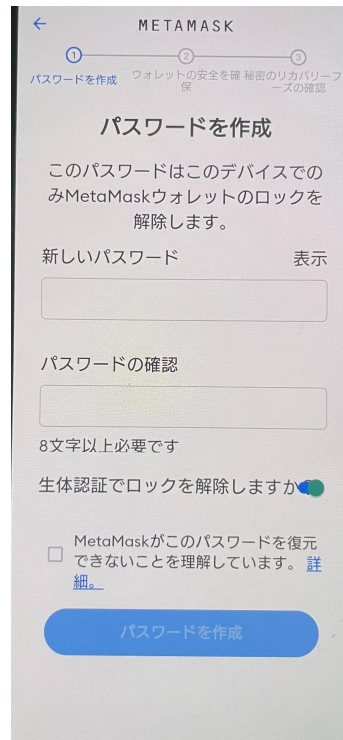 METAMASK
1
2
3
パスワードを作成
ウォレットの安全を確
保
秘密のリカバリーフ
ーズの確認
パスワードを作成
このパスワードはこのデバイスでの
みMetaMaskウォレットのロックを
解除します。
新しいパスワード 表示
パスワードの確認
8文字以上必要です
生体認証でロックを解除しますか
MetaMaskがこのパスワードを復元
できないことを理解しています。 詳
細。
パスワードを作成